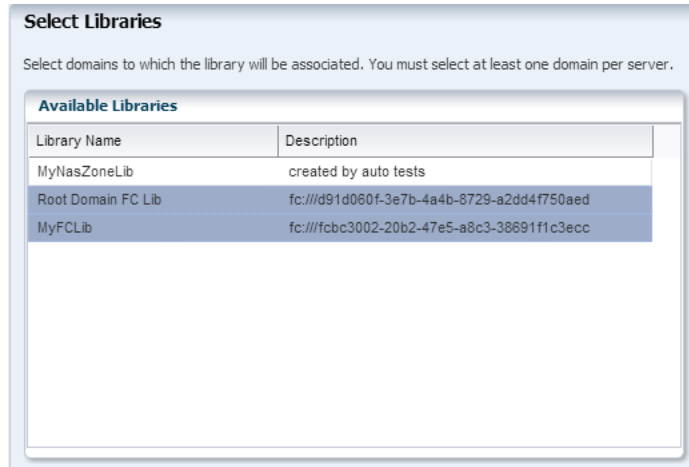 Select Libraries
Select domains to which the library will be associated. You must select at least one domain per server.
Available Libraries
Library Name Description
MyNasZoneLib created by auto tests
Root Domain FC Lib fc:///d91d060f-3e7b-4a4b-8729-a2dd4f750aed
MyFCLib fc:///fcbc3002-20b2-47e5-a8c3-38691f1c3ecc